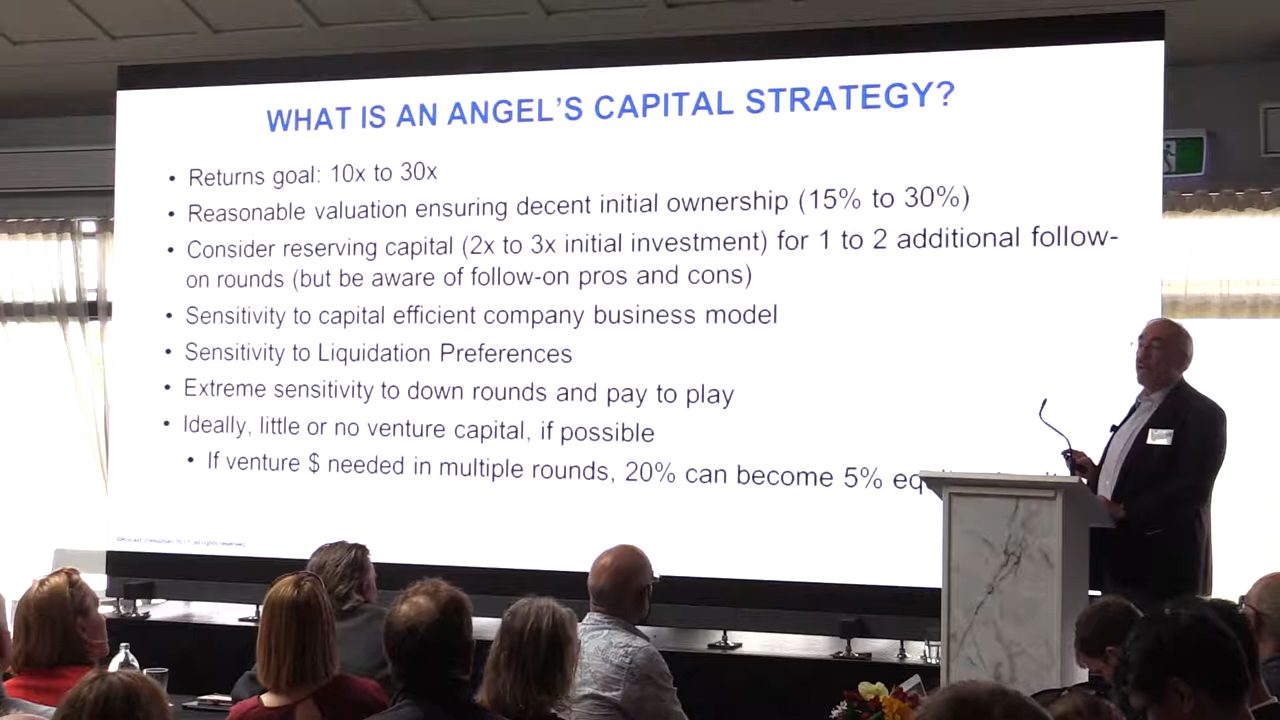 WHAT IS AN ANGEL'S CAPITAL STRATEGY?
• Returns goal: 10x to 30x
• Reasonable valuation ensuring decent initial ownership (15% to 30%)
• Consider reserving capital (2x to 3x initial investment) for 1 to 2 additional follow-
on rounds (but be aware of follow-on pros and cons)
• Sensitivity to capital efficient company business model
• Sensitivity to Liquidation Preferences
• Extreme sensitivity to down rounds and pay to play
• Ideally, little or no venture capital, if possible
• If venture $ needed in multiple rounds, 20% can become 5%